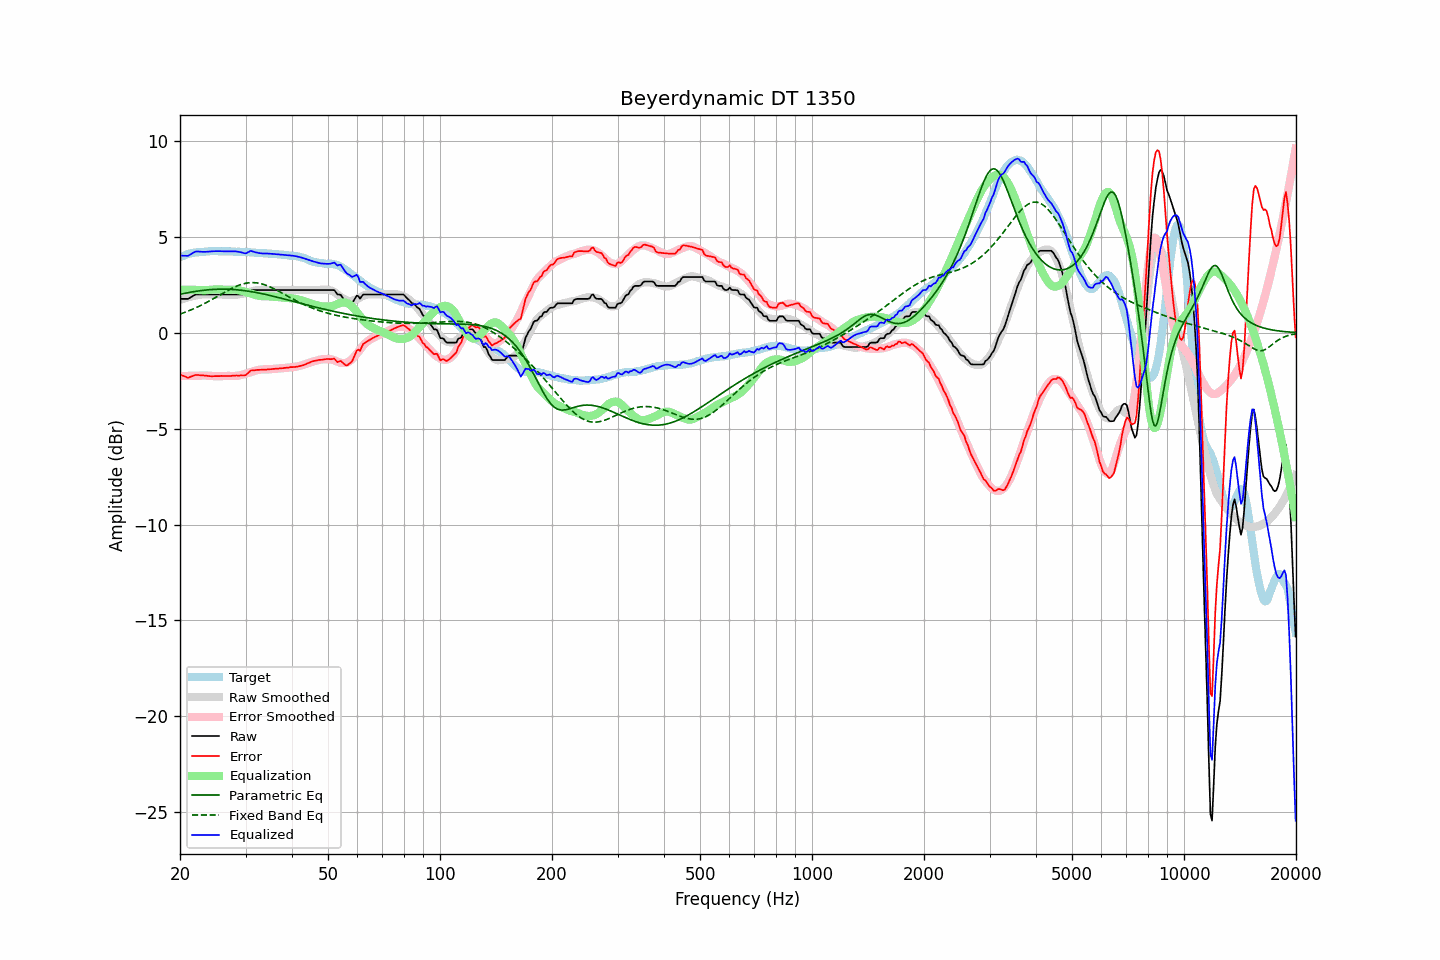 Beyerdynamic DT 1350
Amplitude (dBr)
10
5
0
−5
−10
−15
−20
−25
Target
Raw Smoothed
Error Smoothed
Raw
Error
Equalization
Parametric Eq
Fixed Band Eq
Equalized
20 50 100 200 500 1000 2000 5000 10000 20000
Frequency (Hz)